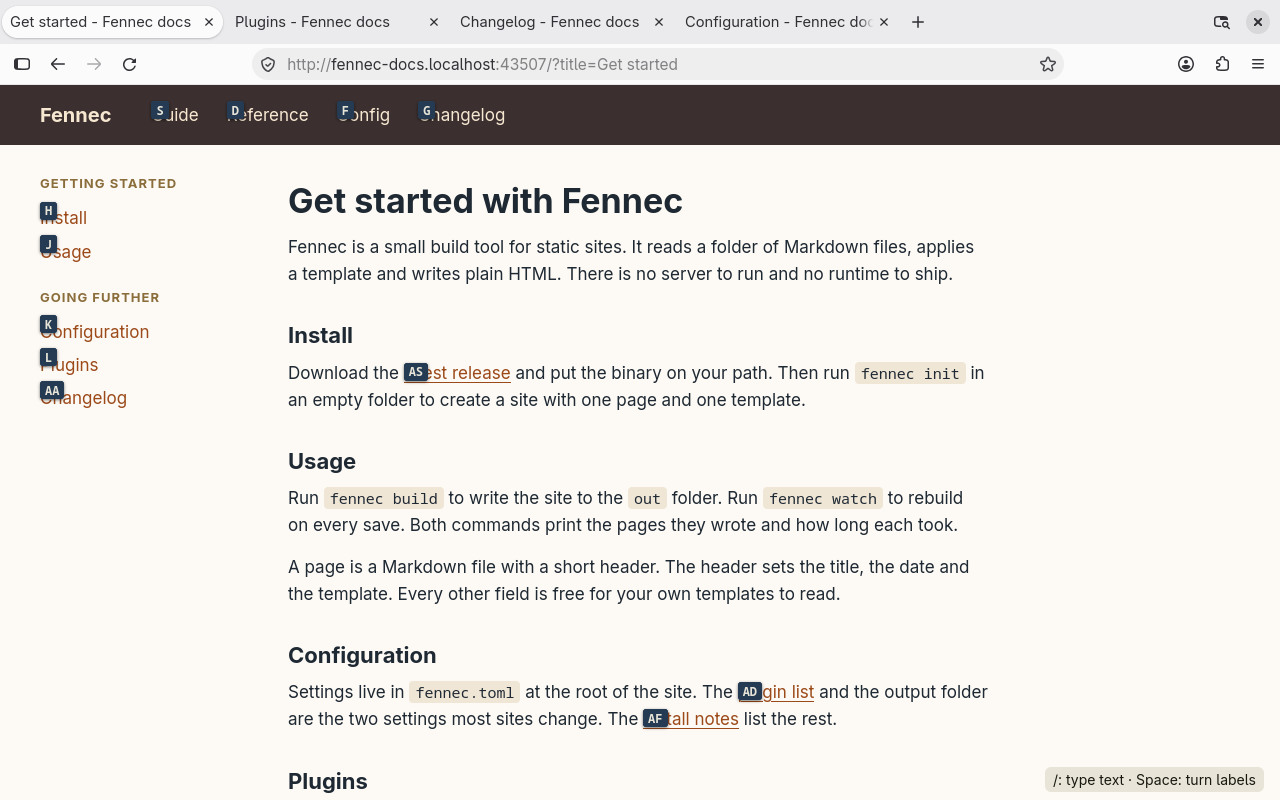 Get started - Fennec docs
Plugins - Fennec docs
Changelog - Fennec docs
Configuration - Fennec doc
http://fennec-docs.localhost:43507/?title=Get started
Fennec
S uide
D eference
F onfig
G hangelog
GETTING STARTED
H nstall
J sage
GOING FURTHER
K onfiguration
L lugins
AA hangelog
Get started with Fennec
Fennec is a small build tool for static sites. It reads a folder of Markdown files, applies
a template and writes plain HTML. There is no server to run and no runtime to ship.
Install
Download the AS est release and put the binary on your path. Then run fennec init in
an empty folder to create a site with one page and one template.
Usage
Run fennec build to write the site to the out folder. Run fennec watch to rebuild
on every save. Both commands print the pages they wrote and how long each took.
A page is a Markdown file with a short header. The header sets the title, the date and
the template. Every other field is free for your own templates to read.
Configuration
Settings live in fennec.toml at the root of the site. The AD gin list and the output folder
are the two settings most sites change. The AF tall notes list the rest.
Plugins
/: type text · Space: turn labels